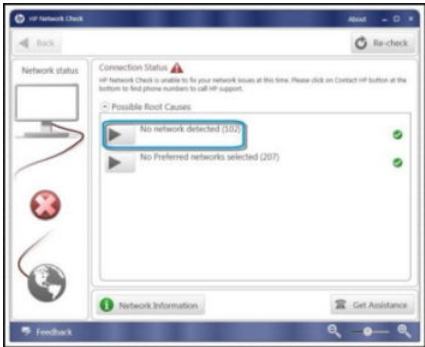 HP Network Check
About
Back
Re-check
Network status
Connection Status
HP Network Check is unable to fix your network issues at this time. Please click on Contact HP button at the
bottom to find phone numbers to call HP support.
Possible Root Causes
No network detected (102)
No Preferred networks selected (207)
Network Information
Get Assistance
Feedback